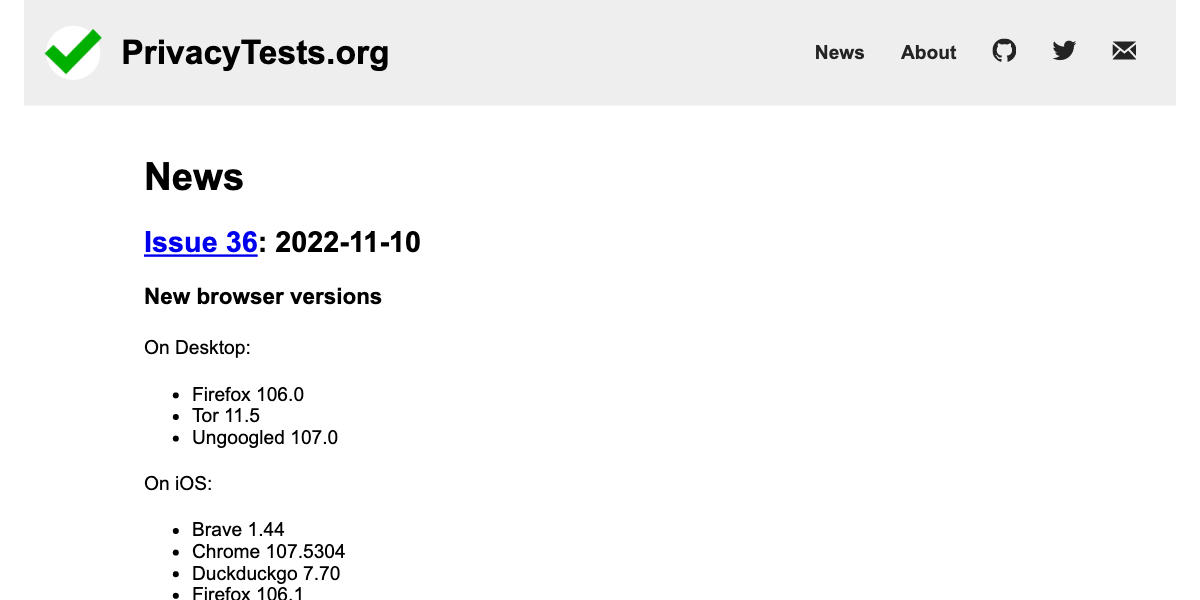 PrivacyTests.org
News About
News
Issue 36: 2022-11-10
New browser versions
On Desktop:
• Firefox 106.0
• Tor 11.5
• Ungoogled 107.0
On iOS:
• Brave 1.44
• Chrome 107.5304
• Duckduckgo 7.70
• Firefox 106.1